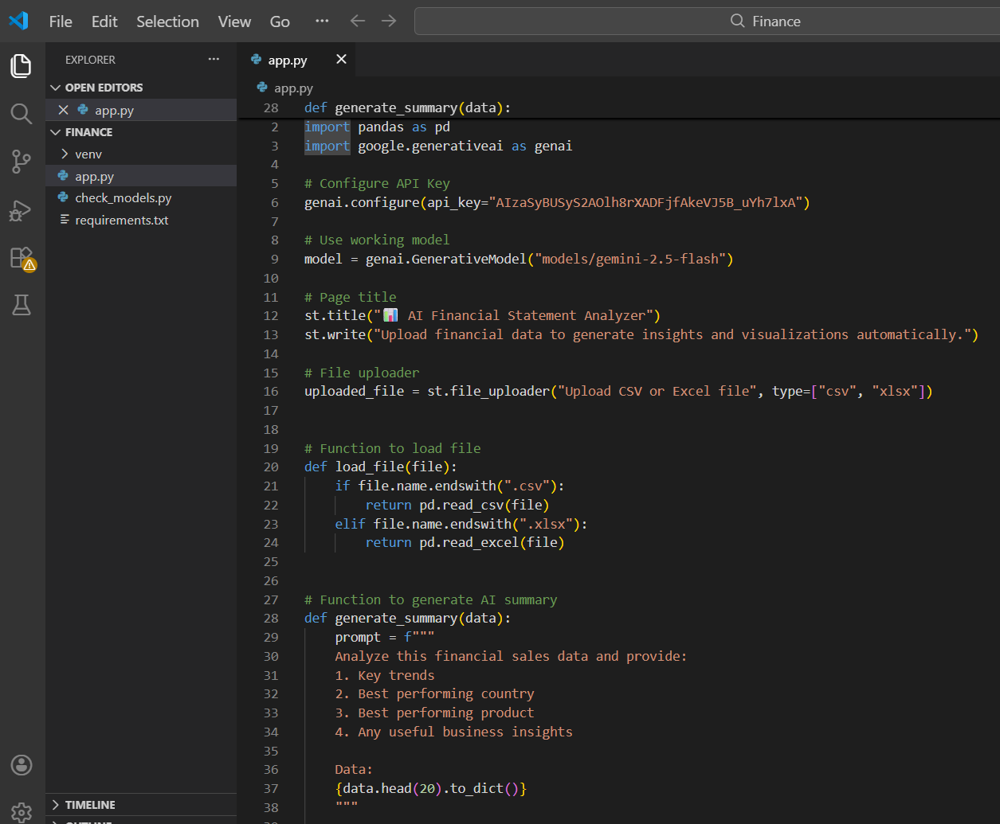 File Edit Selection View Go ··· Finance
EXPLORER ···
OPEN EDITORS
app.py
FINANCE
venv
app.py
check_models.py
requirements.txt
TIMELINE
app.py
app.py
28 def generate_summary(data):
2 import pandas as pd
3 import google.generativeai as genai
4
5 # Configure API Key
6 genai.configure(api_key="AIzaSyBUSyS2AOlh8rXADFjfAkeVJ5B_uYh7lxA")
7
8 # Use working model
9 model = genai.GenerativeModel("models/gemini-2.5-flash")
10
11 # Page title
12 st.title("📊 AI Financial Statement Analyzer")
13 st.write("Upload financial data to generate insights and visualizations automatically.")
14
15 # File uploader
16 uploaded_file = st.file_uploader("Upload CSV or Excel file", type=["csv", "xlsx"])
17
18
19 # Function to load file
20 def load_file(file):
21     if file.name.endswith(".csv"):
22         return pd.read_csv(file)
23     elif file.name.endswith(".xlsx"):
24         return pd.read_excel(file)
25
26
27 # Function to generate AI summary
28 def generate_summary(data):
29     prompt = f"""
30     Analyze this financial sales data and provide:
31     1. Key trends
32     2. Best performing country
33     3. Best performing product
34     4. Any useful business insights
35
36     Data:
37     {data.head(20).to_dict()}
38     """